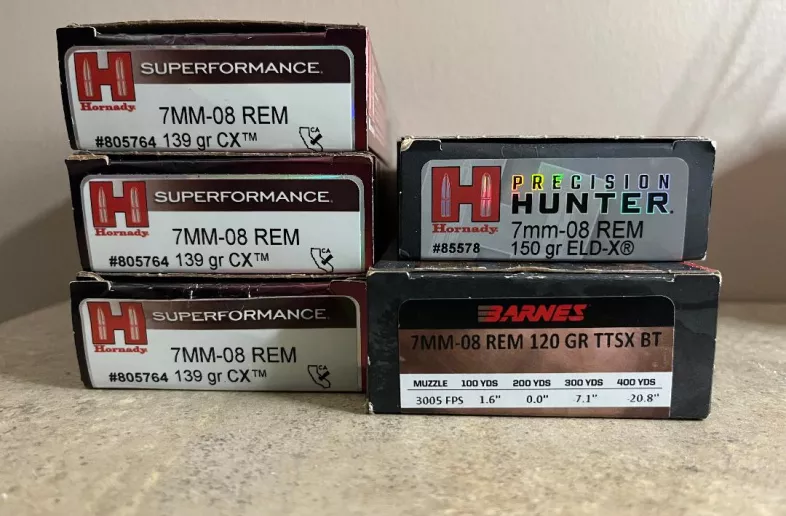 SUPERFORMANCE
Hornady
7MM-08 REM
#805764 139 gr CX™
CA
SUPERFORMANCE
Hornady
7MM-08 REM
#805764 139 gr CX™
SUPERFORMANCE
Hornady
7MM-08 REM
#805764 139 gr CX™
PRECISION
HUNTER
Hornady
7mm-08 REM
#85578 150 gr ELD-X®
BARNES
7MM-08 REM 120 GR TTSX BT
MUZZLE 100 YDS 200 YDS 300 YDS 400 YDS
3005 FPS 1.6" 0.0" -7.1" -20.8"